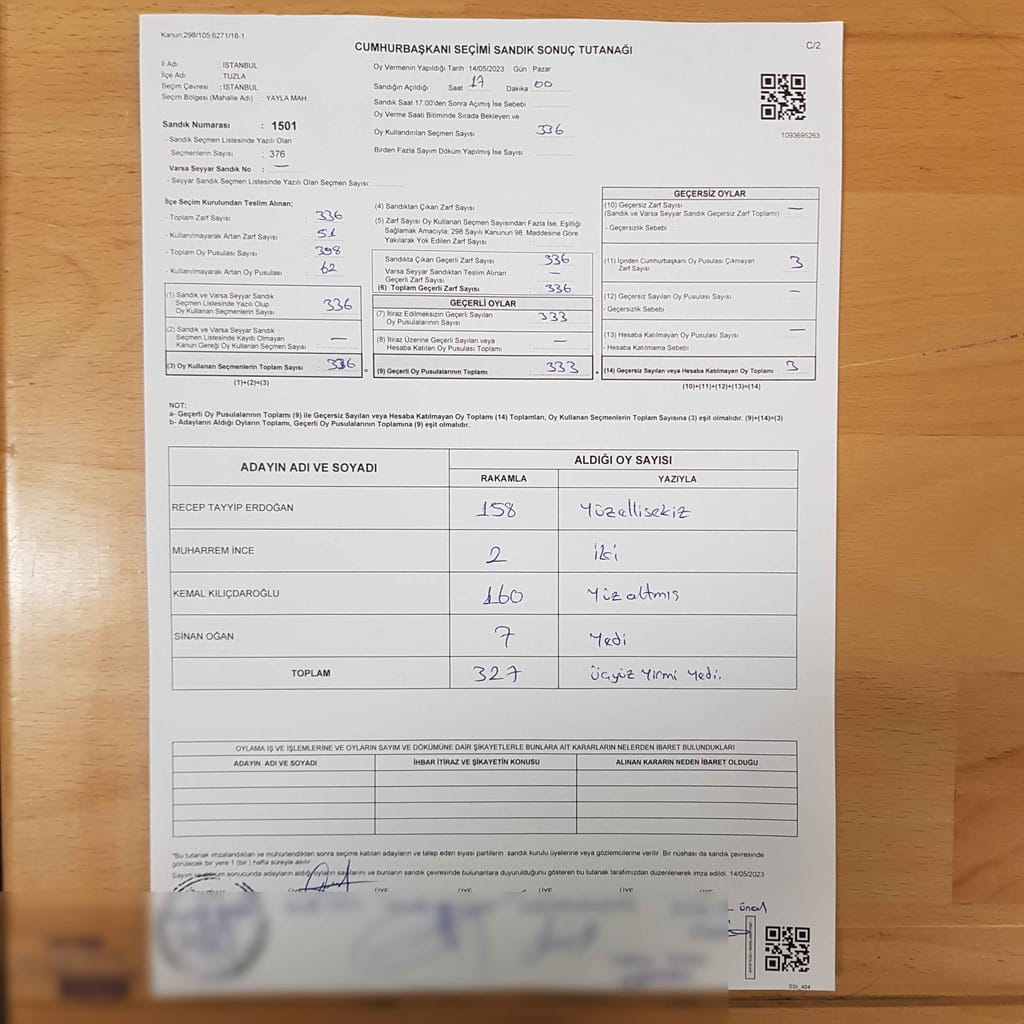 Kanun.298/105.6271/18-1
CUMHURBAŞKANI SEÇİMİ SANDIK SONUÇ TUTANAĞI
C/2
İl Adı : İSTANBUL
İlçe Adı : TUZLA
Seçim Çevresi : İSTANBUL
Seçim Bölgesi (Mahalle Adı) : YAYLA MAH.
Sandık Numarası : 1501
- Sandık Seçmen Listesinde Yazılı Olan
Seçmenlerin Sayısı : 376
Varsa Seyyar Sandık No : —
- Seyyar Sandık Seçmen Listesinde Yazılı Olan Seçmen Sayısı:
Oy Vermenin Yapıldığı Tarih :14/05/2023 Gün : Pazar
Sandığın Açıldığı Saat 17 Dakika 00
Sandık Saat 17:00'den Sonra Açımış İse Sebebi
Oy Verme Saati Bitiminde Sırada Bekleyen ve
Oy Kullandırılan Seçmen Sayısı 336
Birden Fazla Sayım Döküm Yapılmış İse Sayısı :
1093695263
İlçe Seçim Kurulundan Teslim Alınan;
- Toplam Zarf Sayısı : 336
- Kullanılmayarak Artan Zarf Sayısı : 51
- Toplam Oy Pusulası Sayısı : 398
- Kullanılmayarak Artan Oy Pusulası : 62
(1) Sandık ve Varsa Seyyar Sandık
Seçmen Listesinde Yazılı Olup
Oy Kullanan Seçmenlerin Sayısı : 336
(2) Sandık ve Varsa Seyyar Sandık
Seçmen Listesinde Kayıtlı Olmayan
Kanun Gereği Oy Kullanan Seçmen Sayısı : —
(3) Oy Kullanan Seçmenlerin Toplam Sayısı : 336 =
(1)+(2)=(3)
(4) Sandıktan Çıkan Zarf Sayısı
(5) Zarf Sayısı Oy Kullanan Seçmen Sayısından Fazla İse, Eşitliği
Sağlamak Amacıyla; 298 Sayılı Kanunun 98. Maddesine Göre
Yakılarak Yok Edilen Zarf Sayısı
Sandıkta Çıkan Geçerli Zarf Sayısı : 336
Varsa Seyyar Sandıktan Teslim Alınan
Geçerli Zarf Sayısı : —
(6) Toplam Geçerli Zarf Sayısı : 336
GEÇERLİ OYLAR
(7) İtiraz Edilmeksizin Geçerli Sayılan
Oy Pusulalarının Sayısı : 333
(8) İtiraz Üzerine Geçerli Sayılan veya
Hesaba Katılan Oy Pusulası Toplamı : —
(9) Geçerli Oy Pusulalarının Toplamı : 333 +
GEÇERSİZ OYLAR
(10) Geçersiz Zarf Sayısı : —
(Sandık ve Varsa Seyyar Sandık Geçersiz Zarf Toplamı)
- Geçersizlik Sebebi :
(11) İçinden Cumhurbaşkanı Oy Pusulası Çıkmayan
Zarf Sayısı : 3
(12) Geçersiz Sayılan Oy Pusulası Sayısı : —
- Geçersizlik Sebebi:
(13) Hesaba Katılmayan Oy Pusulası Sayısı : —
- Hesaba Katılmama Sebebi :
(14) Geçersiz Sayılan veya Hesaba Katılmayan Oy Toplamı : 3
(10)+(11)+(12)+(13)=(14)
NOT:
a- Geçerli Oy Pusulalarının Toplamı (9) ile Geçersiz Sayılan veya Hesaba Katılmayan Oy Toplamı (14) Toplamları, Oy Kullanan Seçmenlerin Toplam Sayısına (3) eşit olmalıdır. (9)+(14)=(3)
b- Adayların Aldığı Oyların Toplamı, Geçerli Oy Pusulalarının Toplamına (9) eşit olmalıdır.
ADAYIN ADI VE SOYADI ALDIĞI OY SAYISI
RAKAMLA YAZIYLA
RECEP TAYYİP ERDOĞAN 158 Yüzellisekiz
MUHARREM İNCE 2 iki
KEMAL KILIÇDAROĞLU 160 Yüz altmış
SİNAN OĞAN 7 Yedi
TOPLAM 327 Üçyüz Yirmi Yedi.
OYLAMA İŞ VE İŞLEMLERİNE VE OYLARIN SAYIM VE DÖKÜMÜNE DAİR ŞİKAYETLERLE BUNLARA AİT KARARLARIN NELERDEN İBARET BULUNDUKLARI
ADAYIN ADI VE SOYADI İHBAR İTİRAZ VE ŞİKAYETİN KONUSU ALINAN KARARIN NEDEN İBARET OLDUĞU
"Bu tutanak imzalandıktan ve mühürlendikten sonra seçime katılan adayların ve talep eden siyasi partilerin sandık kurulu üyelerine veya gözlemcilerine verilir. Bir nüshası da sandık çevresinde
görülecek bir yere 1 (bir ) hafta süreyle asılır.
Sayım ve döküm sonucunda adayların aldığı oyların sayılarını ve bunların sandık çevresinde bulunanlara duyurulduğunu gösteren bu tutanak tarafımızdan düzenlenerek imza edildi. 14/05/2023
ÜYE ÜYE ÜYE ÜYE ÜYE
Ünal
SSI_404